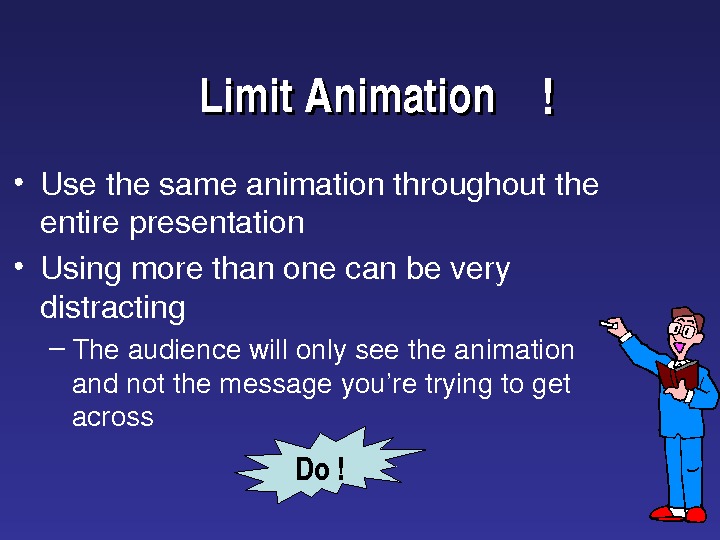 Limit Animation !
• Use the same animation throughout the
entire presentation
• Using more than one can be very
distracting
– The audience will only see the animation
and not the message you’re trying to get
across
Do !